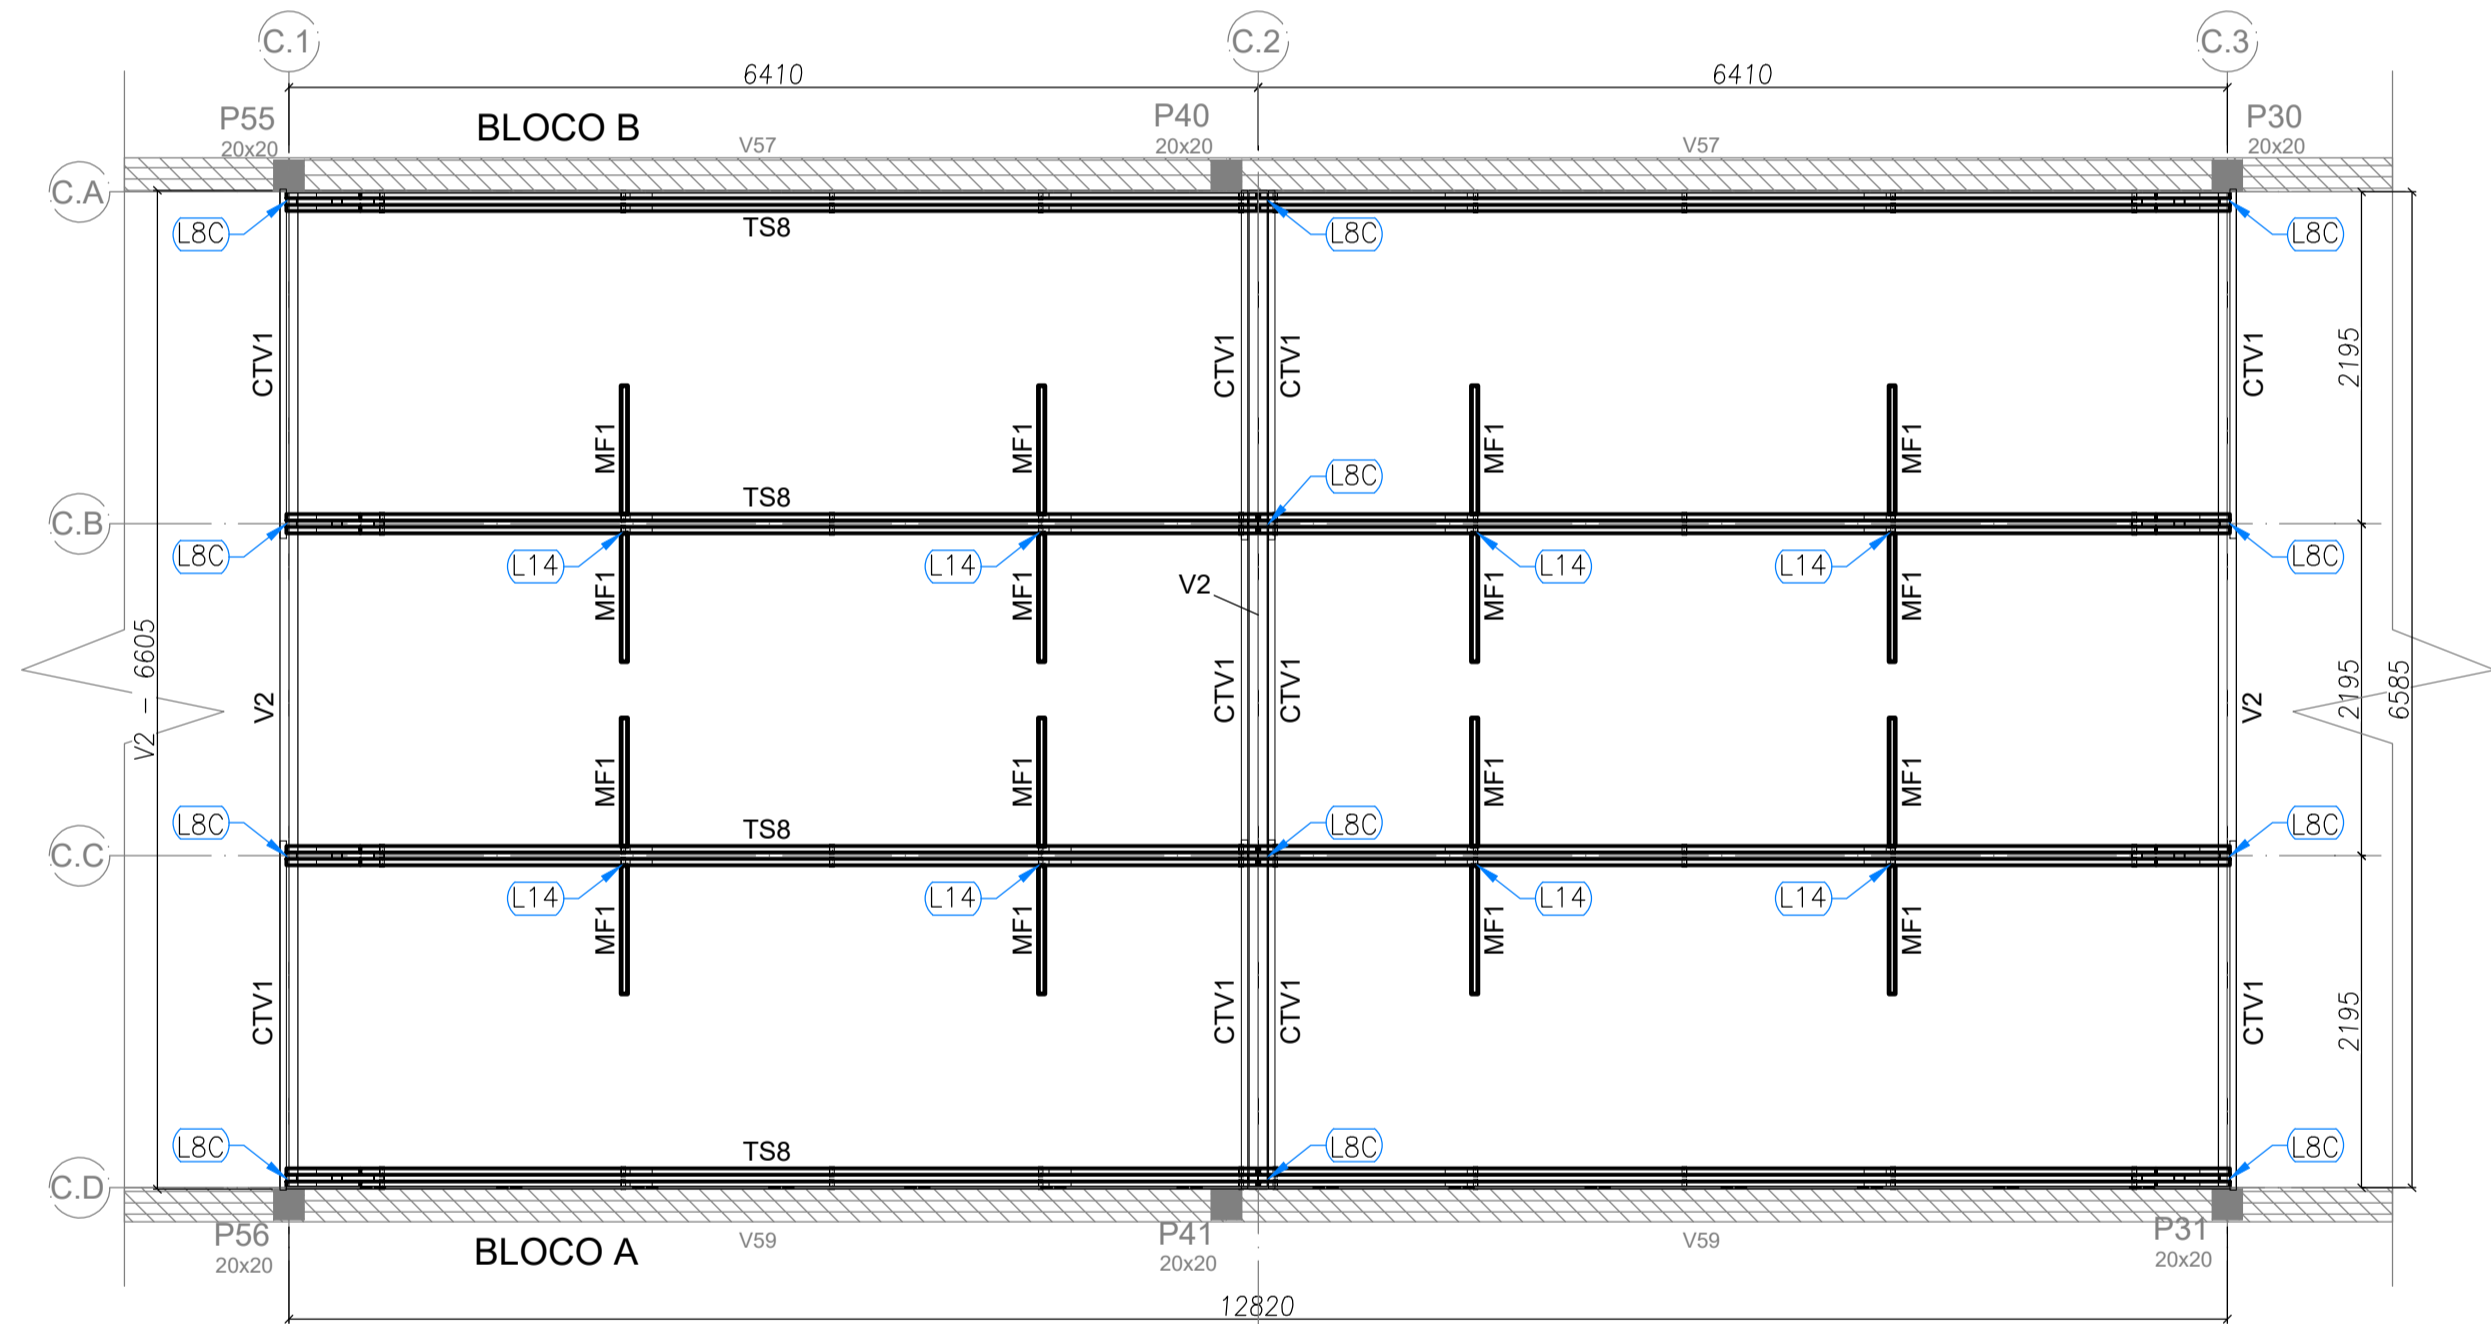 C.1
C.2
C.3
6410
6410
P55
20x20
BLOCO B
V57
P40
20x20
V57
P30
20x20
C.A
TS8
L8C
L8C
L8C
CTV1
CTV1
CTV1
CTV1
2195
MF1
MF1
MF1
MF1
L8C
TS8
C.B
L8C
L14
L14
L14
L14
L8C
MF1
MF1
MF1
MF1
V2
V2 - 6605
V2
CTV1
CTV1
V2
2195
6585
MF1
MF1
MF1
MF1
L8C
TS8
L8C
L8C
C.C
L14
L14
L14
L14
MF1
MF1
MF1
MF1
CTV1
CTV1
CTV1
CTV1
2195
L8C
TS8
L8C
L8C
C.D
P56
20x20
BLOCO A
V59
P41
20x20
V59
P31
20x20
12820